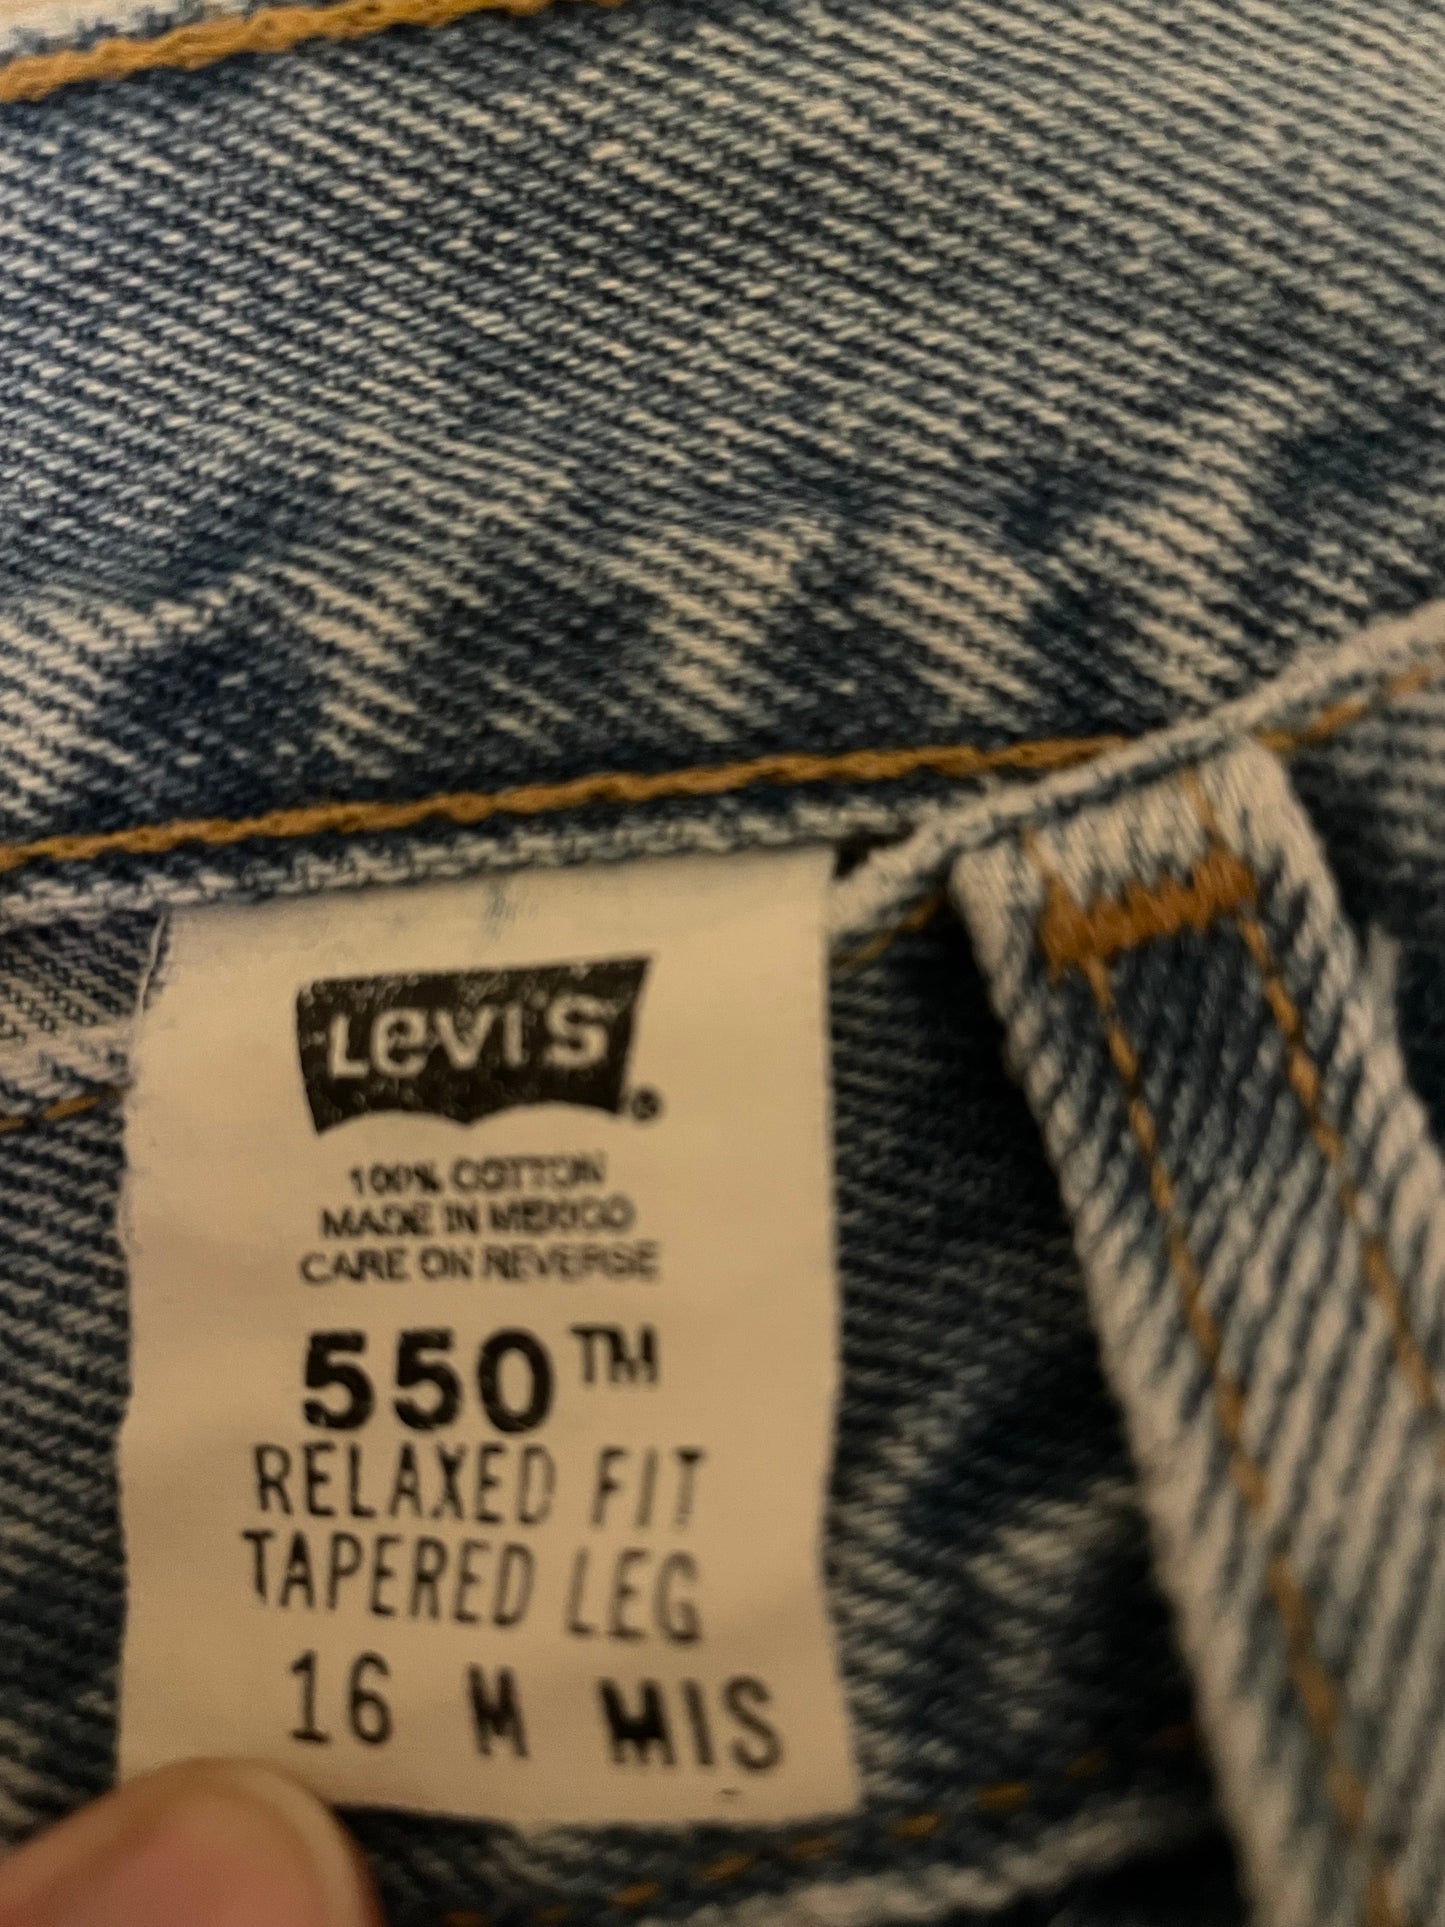 LEVI'S ®
100% COTTON
MADE IN MEXICO
CARE ON REVERSE
550™
RELAXED FIT
TAPERED LEG
16 M MIS